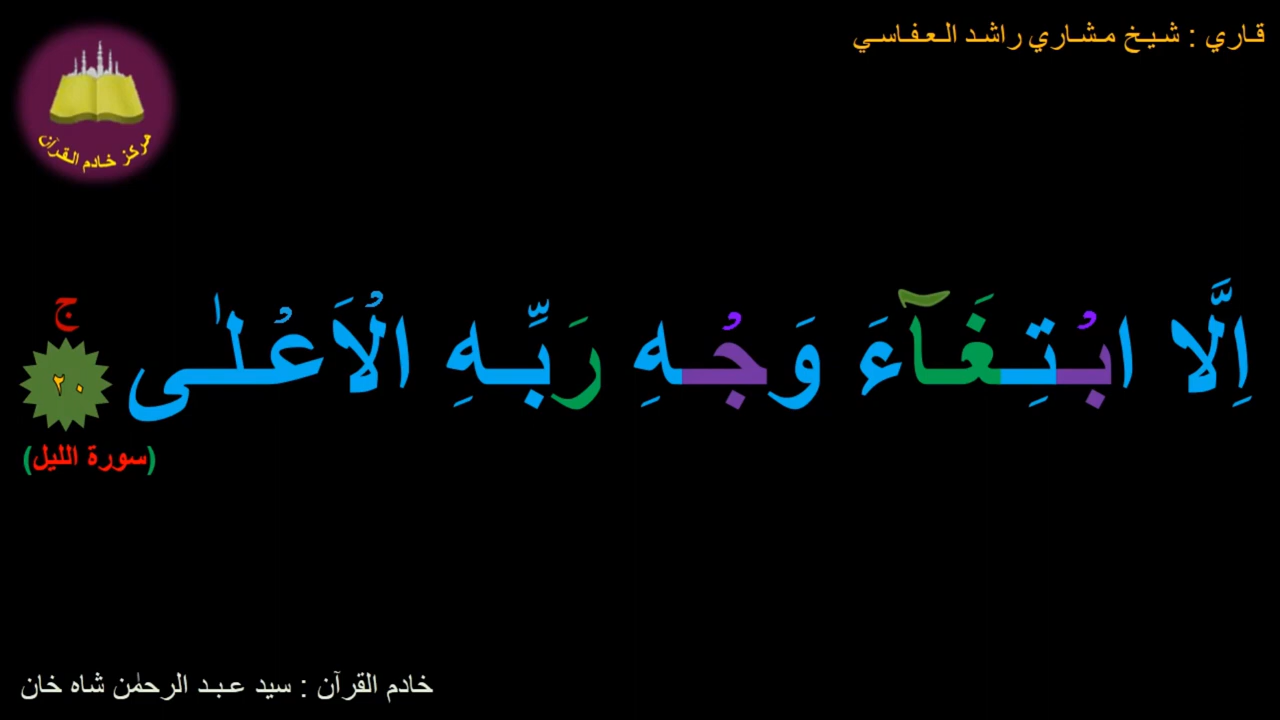 قاري : شيخ مشاري راشد العفاسي
مركز خادم القرآن
اِلَّا ابْتِغَآءَ وَجْهِ رَبِّهِ الْاَعْلٰى ج ٢٠
(سورة الليل)
خادم القرآن : سيد عبد الرحمٰن شاه خان